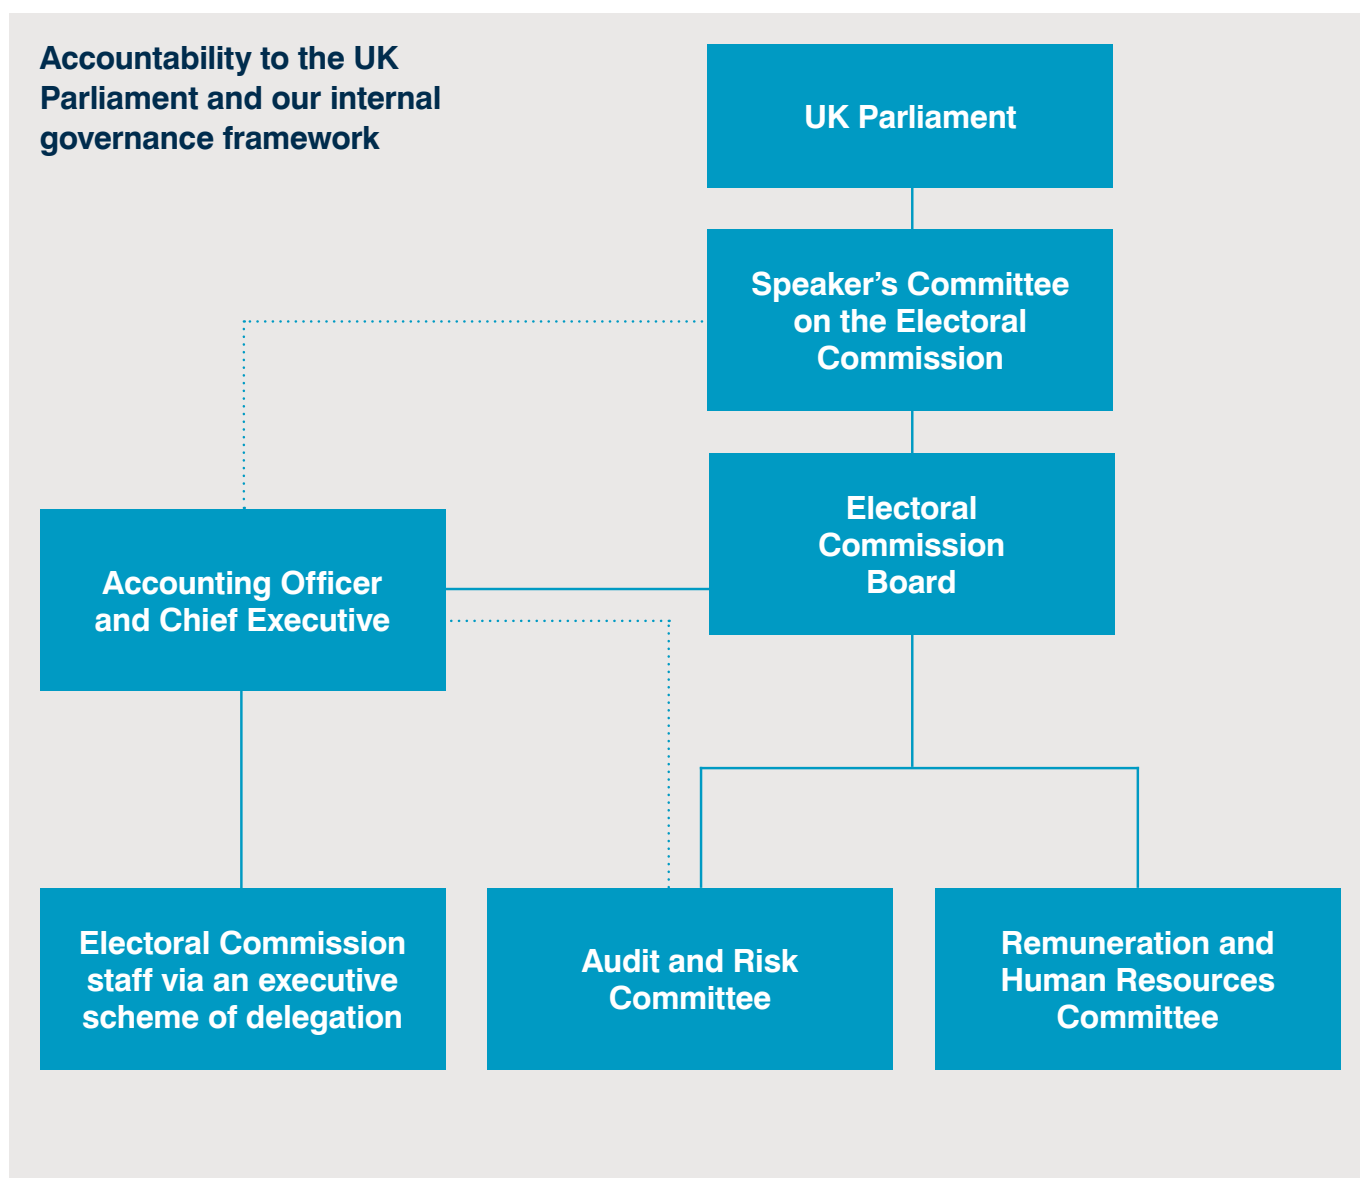 Accountability to the UK
Parliament and our internal
governance framework
UK Parliament
Speaker’s Committee
on the Electoral
Commission
Electoral
Commission
Board
Accounting Officer
and Chief Executive
Electoral Commission
staff via an executive
scheme of delegation
Audit and Risk
Committee
Remuneration and
Human Resources
Committee